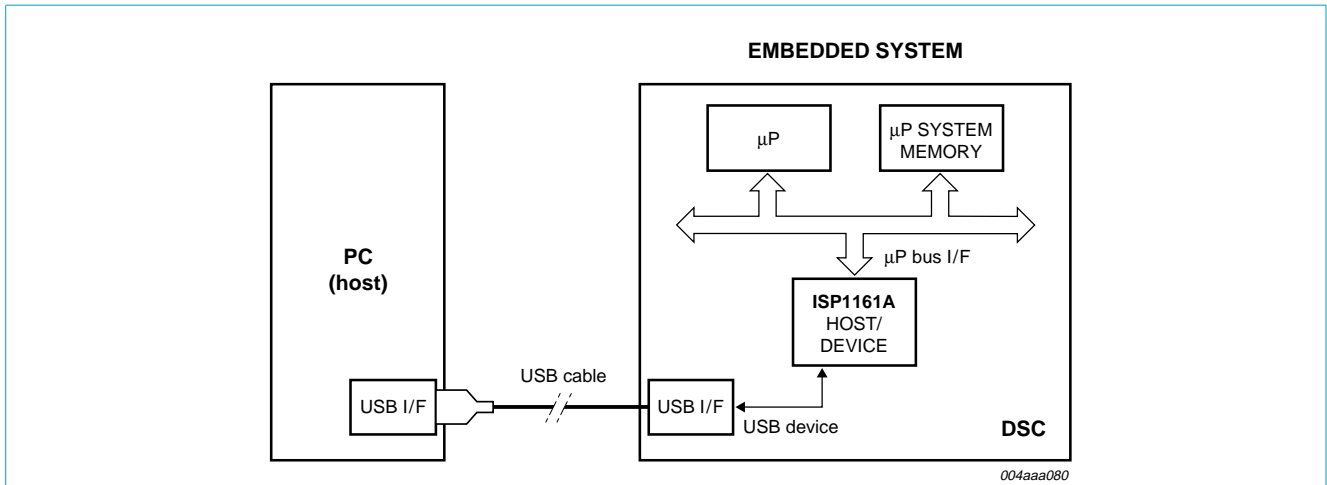 EMBEDDED SYSTEM
μP
μP SYSTEM
MEMORY
PC
(host)
μP bus I/F
ISP1161A
HOST/
DEVICE
USB cable
USB I/F
USB I/F
USB device
DSC
004aaa080